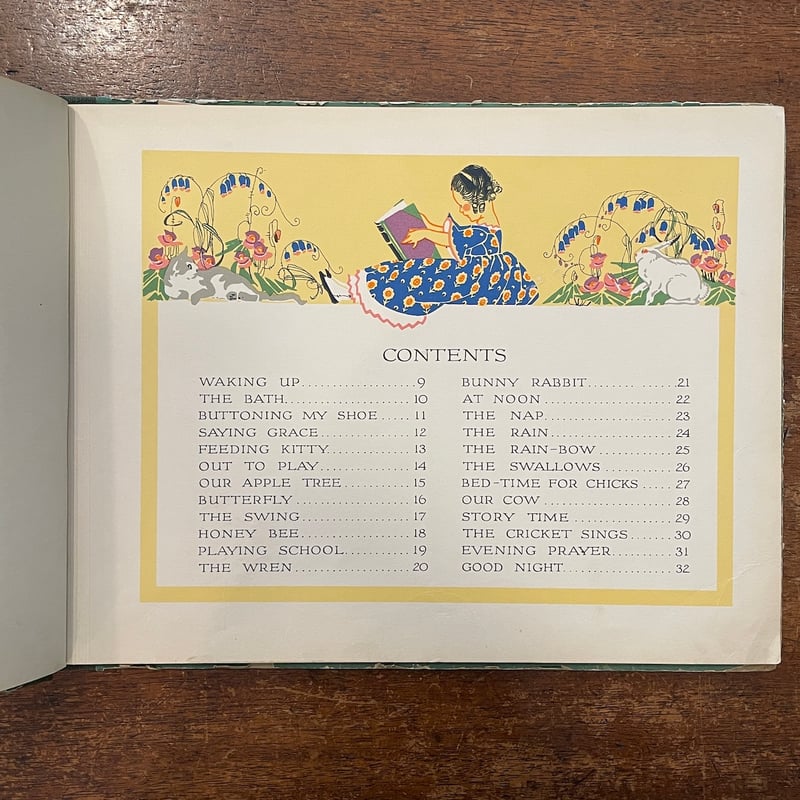 CONTENTS
WAKING UP..............9
THE BATH................10
BUTTONING MY SHOE.....11
SAYING GRACE............12
FEEDING KITTY...........13
OUT TO PLAY.............14
OUR APPLE TREE.........15
BUTTERFLY...............16
THE SWING...............17
HONEY BEE...............18
PLAYING SCHOOL.........19
THE WREN................20
BUNNY RABBIT...........21
AT NOON.................22
THE NAP.................23
THE RAIN................24
THE RAIN-BOW...........25
THE SWALLOWS...........26
BED-TIME FOR CHICKS.....27
OUR COW.................28
STORY TIME..............29
THE CRICKET SINGS.......30
EVENING PRAYER.........31
GOOD NIGHT..............32